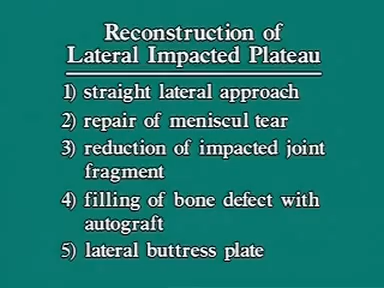 Reconstruction of
Lateral Impacted Plateau
1) straight lateral approach
2) repair of meniscul tear
3) reduction of impacted joint
fragment
4) filling of bone defect with
autograft
5) lateral buttress plate